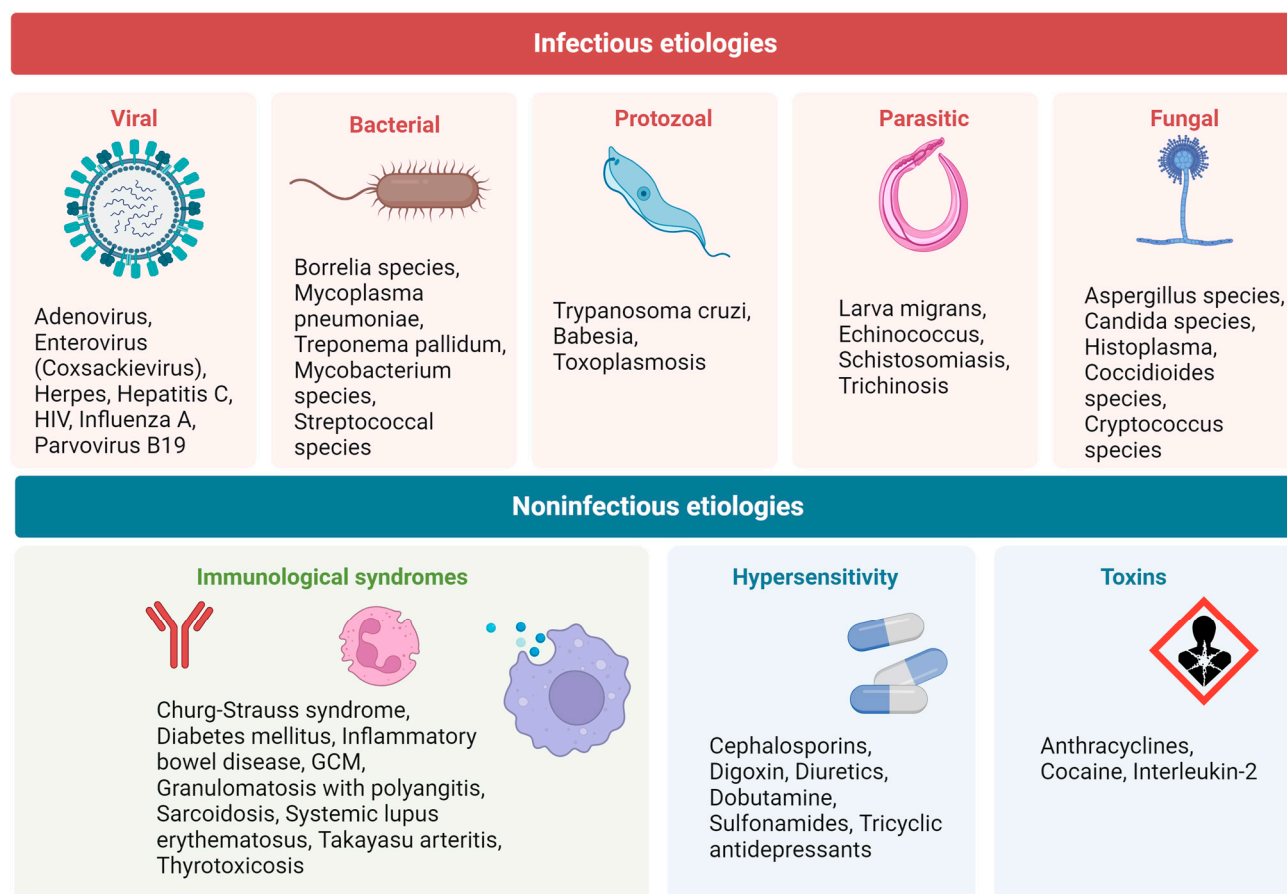 Infectious etiologies
Viral
Adenovirus,
Enterovirus
(Coxsackievirus),
Herpes, Hepatitis C,
HIV, Influenza A,
Parvovirus B19
Bacterial
Borrelia species,
Mycoplasma
pneumoniae,
Treponema pallidum,
Mycobacterium
species,
Streptococcal
species
Protozoal
Trypanosoma cruzi,
Babesia,
Toxoplasmosis
Parasitic
Larva migrans,
Echinococcus,
Schistosomiasis,
Trichinosis
Fungal
Aspergillus species,
Candida species,
Histoplasma,
Coccidioides
species,
Cryptococcus
species
Noninfectious etiologies
Immunological syndromes
Churg-Strauss syndrome,
Diabetes mellitus, Inflammatory
bowel disease, GCM,
Granulomatosis with polyangitis,
Sarcoidosis, Systemic lupus
erythematosus, Takayasu arteritis,
Thyrotoxicosis
Hypersensitivity
Cephalosporins,
Digoxin, Diuretics,
Dobutamine,
Sulfonamides, Tricyclic
antidepressants
Toxins
Anthracyclines,
Cocaine, Interleukin-2